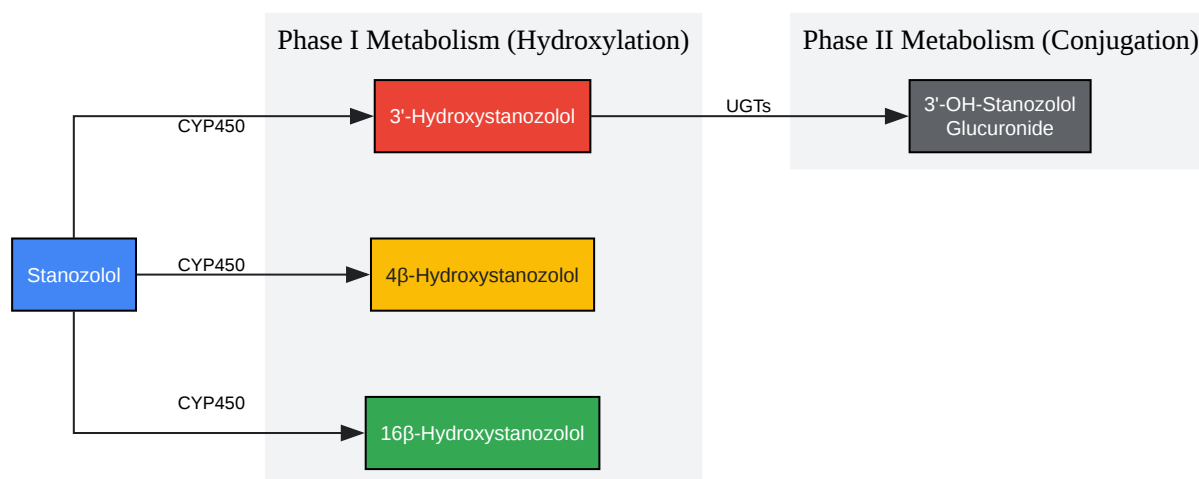 Phase I Metabolism (Hydroxylation)
Phase II Metabolism (Conjugation)
3'-Hydroxystanozolol
UGTs
3'-OH-Stanozolol
Glucuronide
CYP450
Stanozolol
CYP450
4β-Hydroxystanozolol
CYP450
16β-Hydroxystanozolol